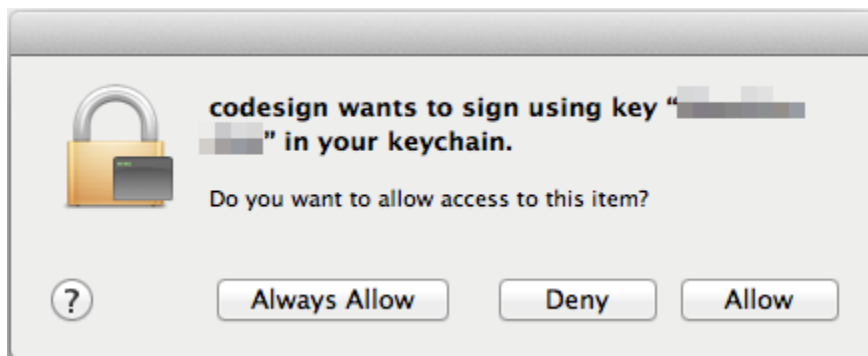 codesign wants to sign using key “
” in your keychain.
Do you want to allow access to this item?
?
Always Allow
Deny
Allow